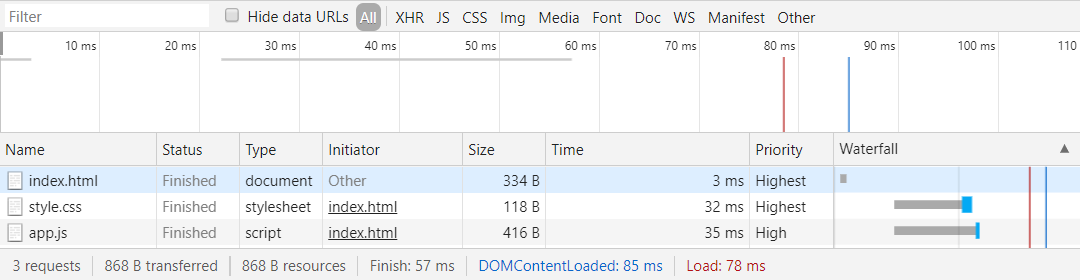 Filter Hide data URLs All XHR JS CSS Img Media Font Doc WS Manifest Other
10 ms 20 ms 30 ms 40 ms 50 ms 60 ms 70 ms 80 ms 90 ms 100 ms 110
Name Status Type Initiator Size Time Priority Waterfall
index.html Finished document Other 334 B 3 ms Highest
style.css Finished stylesheet index.html 118 B 32 ms Highest
app.js Finished script index.html 416 B 35 ms High
3 requests 868 B transferred 868 B resources Finish: 57 ms DOMContentLoaded: 85 ms Load: 78 ms